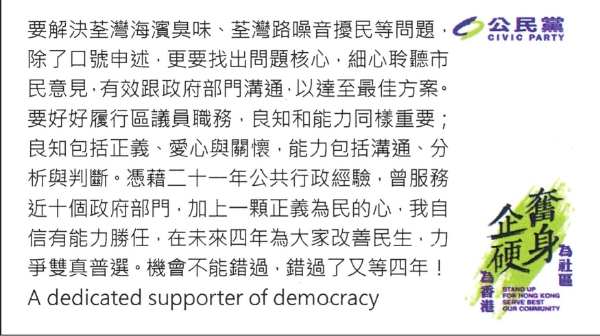 要解決荃灣海濱臭味、荃灣路噪音擾民等問題，
除了口號申述，更要找出問題核心，細心聆聽市
民意見，有效跟政府部門溝通，以達至最佳方案。
要好好履行區議員職務，良知和能力同樣重要；
良知包括正義、愛心與關懷，能力包括溝通、分
析與判斷。憑藉二十一年公共行政經驗，曾服務
近十個政府部門，加上一顆正義為民的心，我自
信有能力勝任，在未來四年為大家改善民生，力
爭雙真普選。機會不能錯過，錯過了又等四年！
A dedicated supporter of democracy
公民黨
CIVIC PARTY
奮身
企硬
為社區
為香港
STAND UP
FOR HONG KONG
SERVE BEST
OUR COMMUNITY